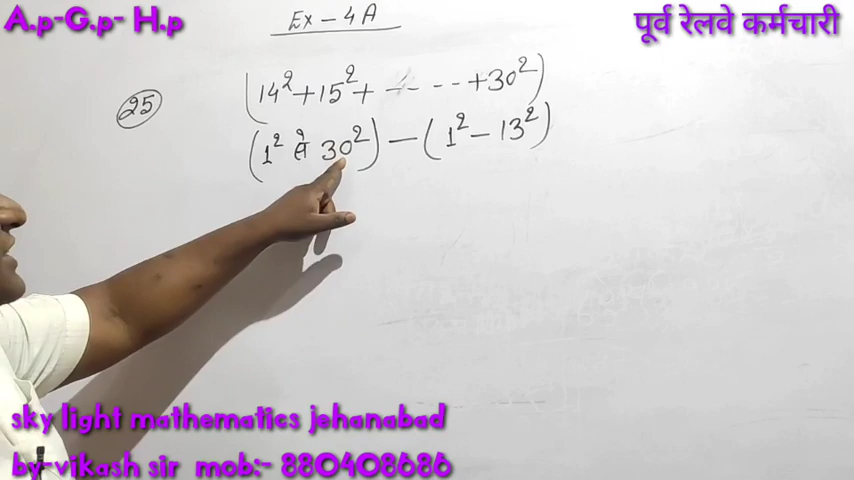 A.p-G.p- H.p
Ex - 4A
पूर्व रेलवे कर्मचारी
25
(14² + 15² + - - - - - + 30²)
(1² से 30²) - (1² - 13²)
sky light mathematics jehanabad
by-vikash sir mob:- 880408686